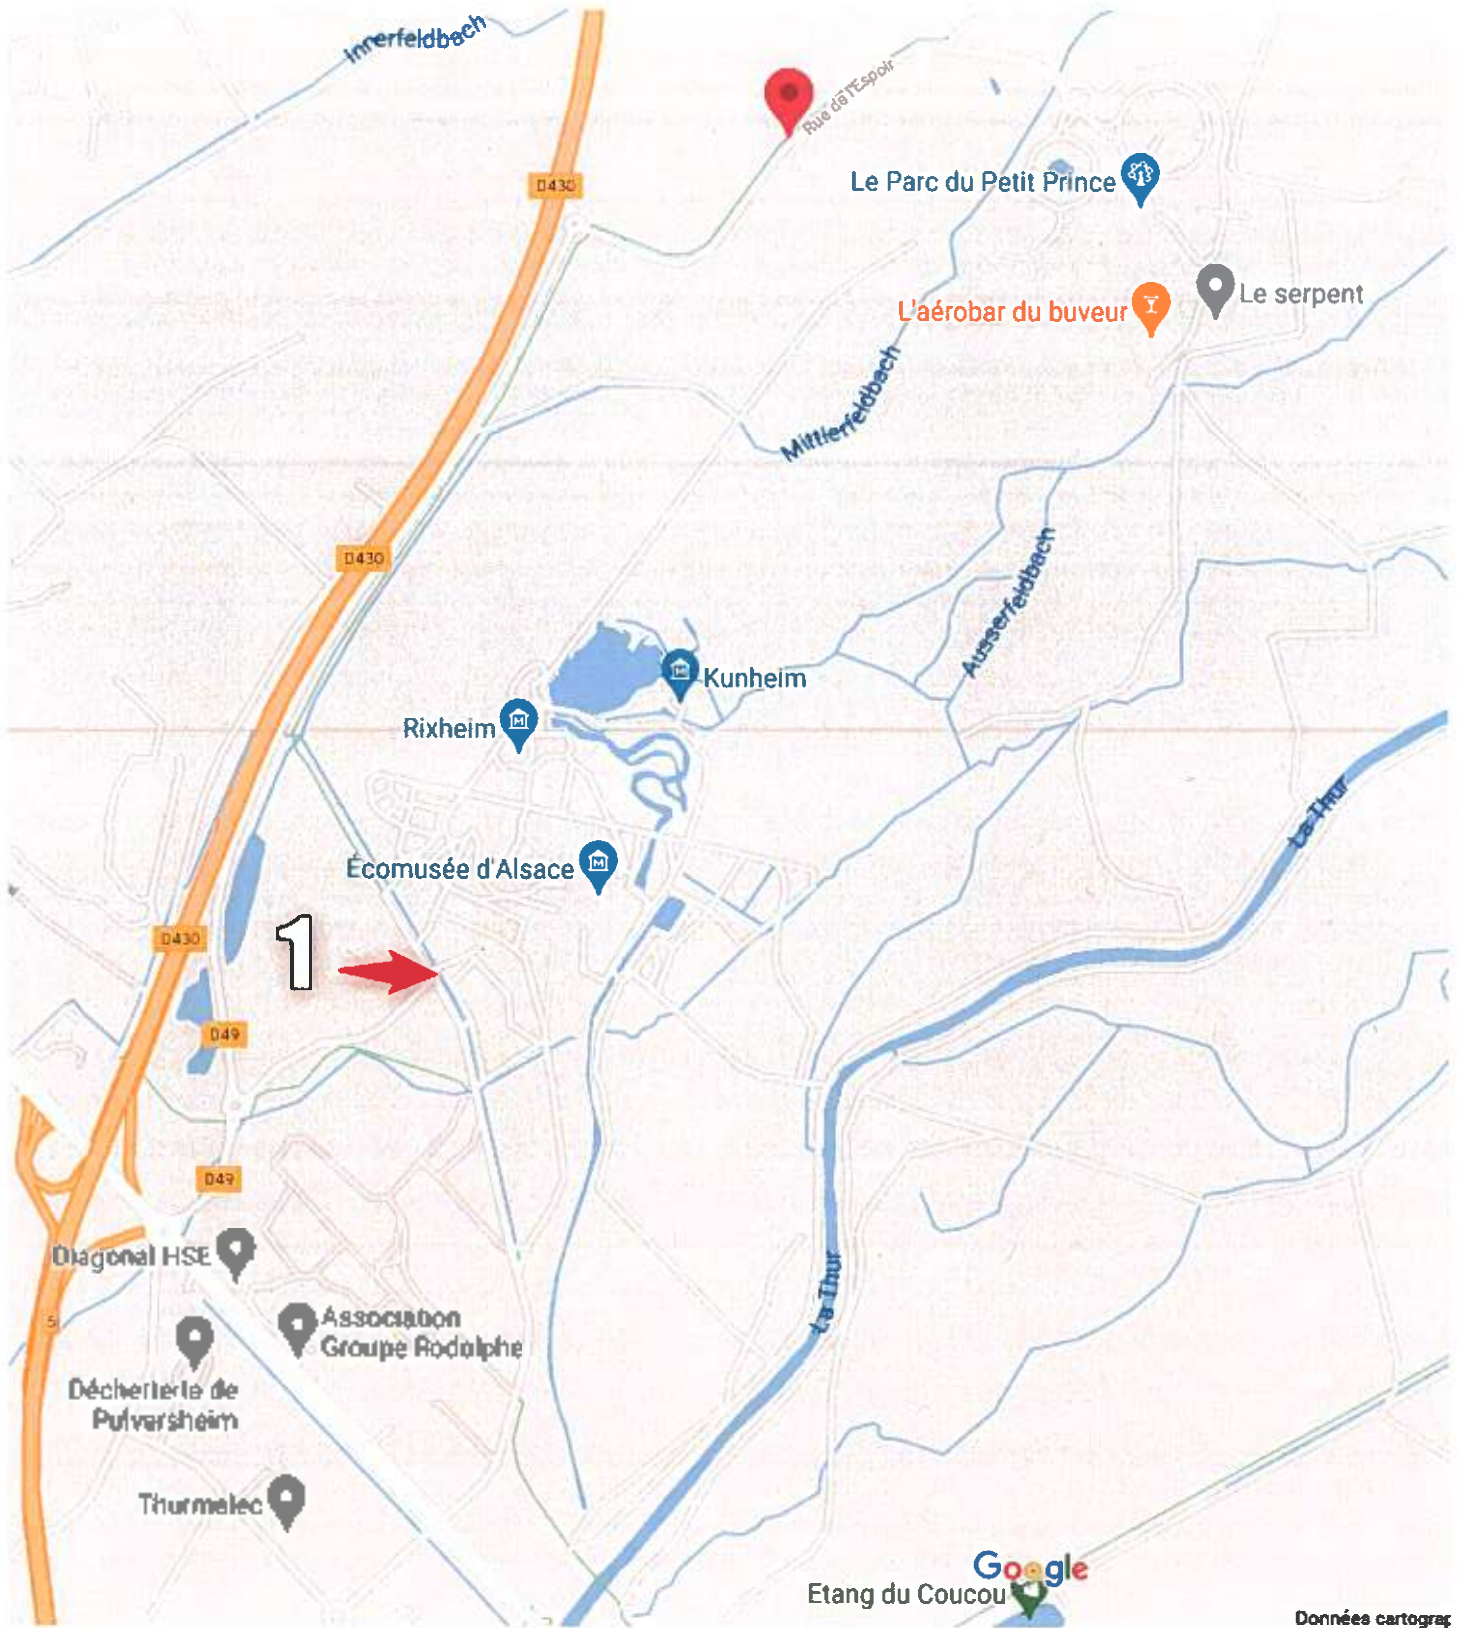 Innerfeldbach
Rue de l'Espoir
D430
Le Parc du Petit Prince
Le serpent
L'aérobar du buveur
Mittlerfeldbach
D430
Ausserfeldbach
Kunheim
Rixheim
La Thur
Écomusée d'Alsace
D430
1
D49
D49
Diagonal HSE
La Thur
5
Association
Groupe Rodolphe
Décheterie de
Pulversheim
Thurmelec
Google
Etang du Coucou
Données cartograp